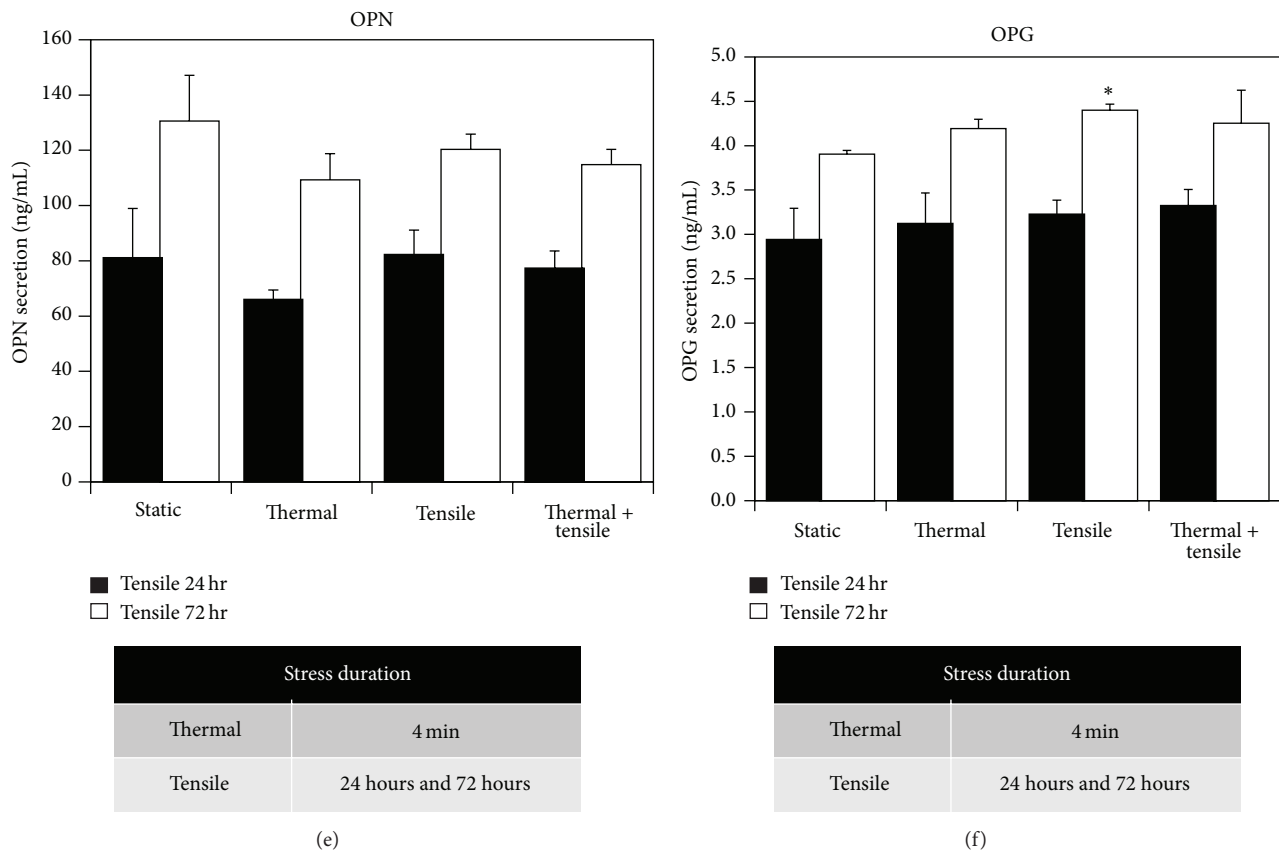 OPN
160
140
120
100
80
60
40
20
0
OPN secretion (ng/mL)
Static
Thermal
Tensile
Thermal +
tensile
Tensile 24 hr
Tensile 72 hr
Stress duration
Thermal 4 min
Tensile 24 hours and 72 hours
(e)
OPG
5.0
4.5
4.0
3.5
3.0
2.5
2.0
1.5
1.0
0.5
0.0
OPG secretion (ng/mL)
*
Static
Thermal
Tensile
Thermal +
tensile
Tensile 24 hr
Tensile 72 hr
Stress duration
Thermal 4 min
Tensile 24 hours and 72 hours
(f)